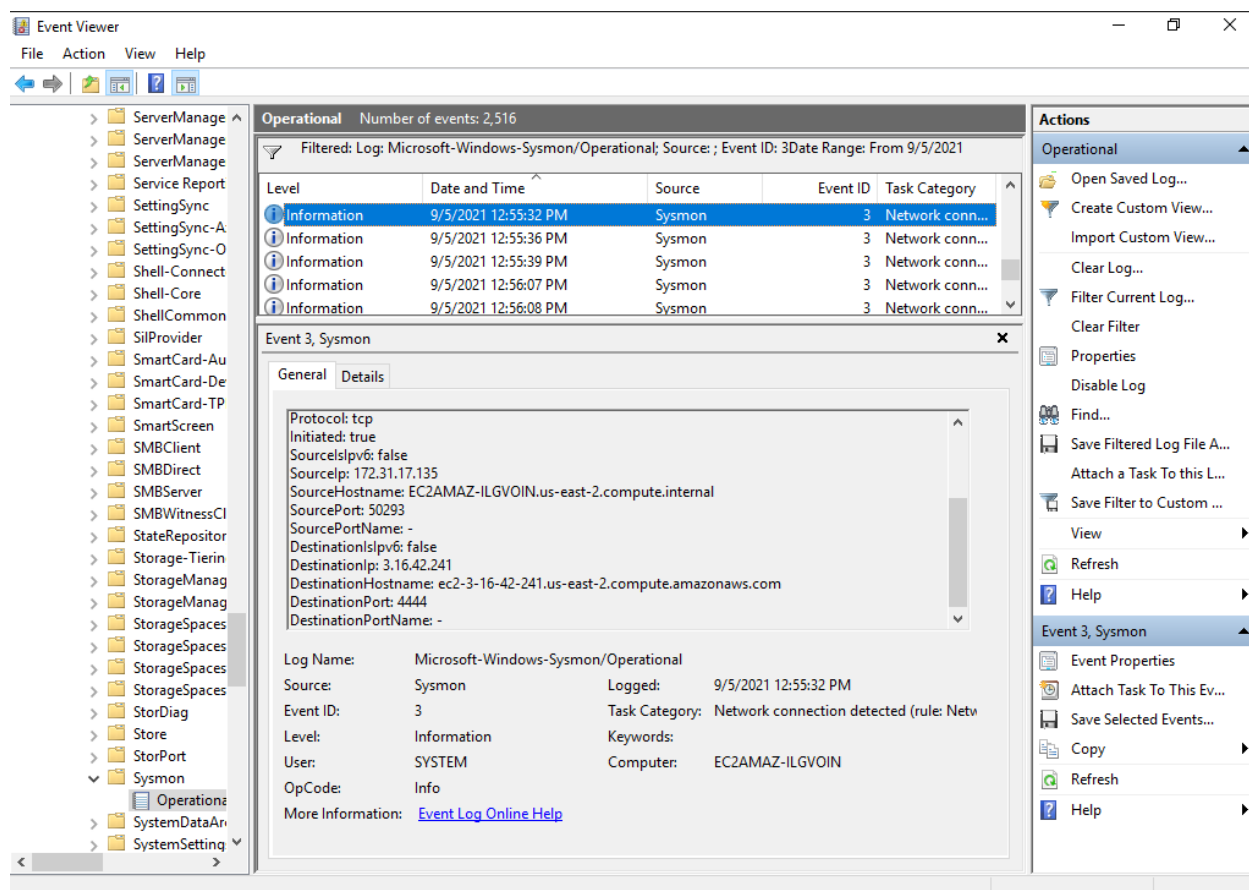 Event Viewer
File Action View Help
ServerManage
ServerManage
ServerManage
Service Report
SettingSync
SettingSync-A
SettingSync-O
Shell-Connect
Shell-Core
ShellCommon
SilProvider
SmartCard-Au
SmartCard-De
SmartCard-TP
SmartScreen
SMBClient
SMBDirect
SMBServer
SMBWitnessCl
StateRepositor
Storage-Tierin
StorageManag
StorageManag
StorageSpaces
StorageSpaces
StorageSpaces
StorageSpaces
StorDiag
Store
StorPort
Sysmon
Operationa
SystemDataAr
SystemSetting
Operational Number of events: 2,516
Filtered: Log: Microsoft-Windows-Sysmon/Operational; Source: ; Event ID: 3Date Range: From 9/5/2021
Level Date and Time Source Event ID Task Category
Information 9/5/2021 12:55:32 PM Sysmon 3 Network conn...
Information 9/5/2021 12:55:36 PM Sysmon 3 Network conn...
Information 9/5/2021 12:55:39 PM Sysmon 3 Network conn...
Information 9/5/2021 12:56:07 PM Sysmon 3 Network conn...
Information 9/5/2021 12:56:08 PM Sysmon 3 Network conn...
Event 3, Sysmon
General Details
Protocol: tcp
Initiated: true
SourceIsIpv6: false
SourceIp: 172.31.17.135
SourceHostname: EC2AMAZ-ILGVOIN.us-east-2.compute.internal
SourcePort: 50293
SourcePortName: -
DestinationIsIpv6: false
DestinationIp: 3.16.42.241
DestinationHostname: ec2-3-16-42-241.us-east-2.compute.amazonaws.com
DestinationPort: 4444
DestinationPortName: -
Log Name: Microsoft-Windows-Sysmon/Operational
Source: Sysmon Logged: 9/5/2021 12:55:32 PM
Event ID: 3 Task Category: Network connection detected (rule: Netw
Level: Information Keywords:
User: SYSTEM Computer: EC2AMAZ-ILGVOIN
OpCode: Info
More Information: Event Log Online Help
Actions
Operational
Open Saved Log...
Create Custom View...
Import Custom View...
Clear Log...
Filter Current Log...
Clear Filter
Properties
Disable Log
Find...
Save Filtered Log File A...
Attach a Task To this L...
Save Filter to Custom ...
View
Refresh
Help
Event 3, Sysmon
Event Properties
Attach Task To This Ev...
Save Selected Events...
Copy
Refresh
Help